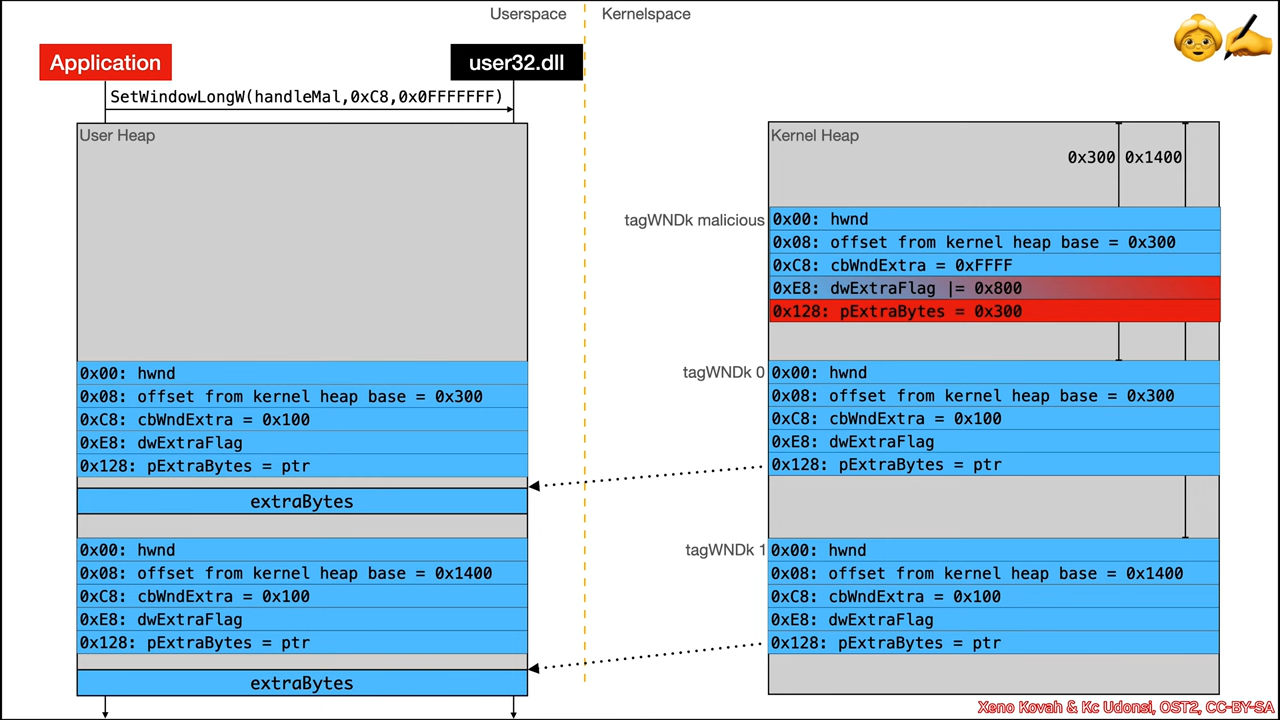 Userspace
Kernelspace
Application
user32.dll
SetWindowLongW(handleMal,0xC8,0x0FFFFFFF)
User Heap
0x00: hwnd
0x08: offset from kernel heap base = 0x300
0xC8: cbWndExtra = 0x100
0xE8: dwExtraFlag
0x128: pExtraBytes = ptr
extraBytes
0x00: hwnd
0x08: offset from kernel heap base = 0x1400
0xC8: cbWndExtra = 0x100
0xE8: dwExtraFlag
0x128: pExtraBytes = ptr
extraBytes
Kernel Heap
0x300
0x1400
tagWNDk malicious
0x00: hwnd
0x08: offset from kernel heap base = 0x300
0xC8: cbWndExtra = 0xFFFF
0xE8: dwExtraFlag |= 0x800
0x128: pExtraBytes = 0x300
tagWNDk 0
0x00: hwnd
0x08: offset from kernel heap base = 0x300
0xC8: cbWndExtra = 0x100
0xE8: dwExtraFlag
0x128: pExtraBytes = ptr
tagWNDk 1
0x00: hwnd
0x08: offset from kernel heap base = 0x1400
0xC8: cbWndExtra = 0x100
0xE8: dwExtraFlag
0x128: pExtraBytes = ptr
Xeno Kovah & Kc Udonsi, OST2, CC-BY-SA